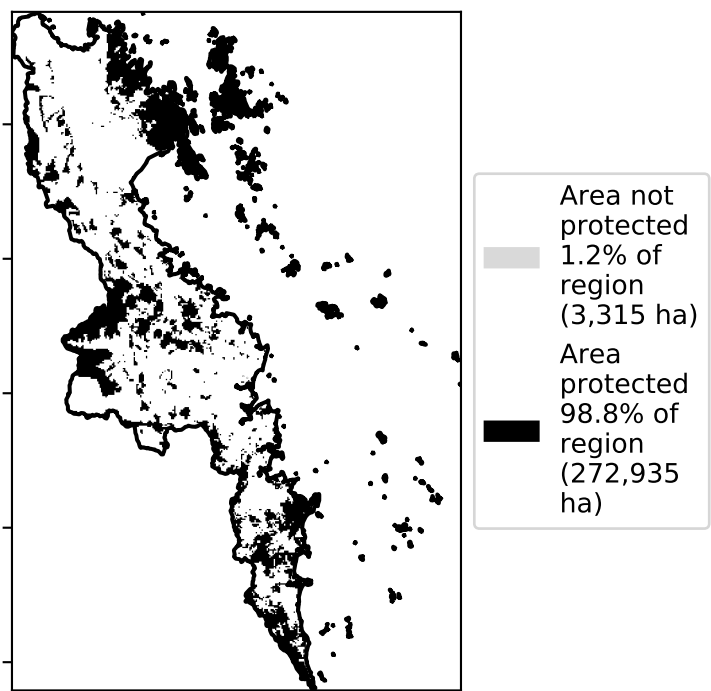 Area not
protected
1.2% of
region
(3,315 ha)
Area
protected
98.8% of
region
(272,935
ha)